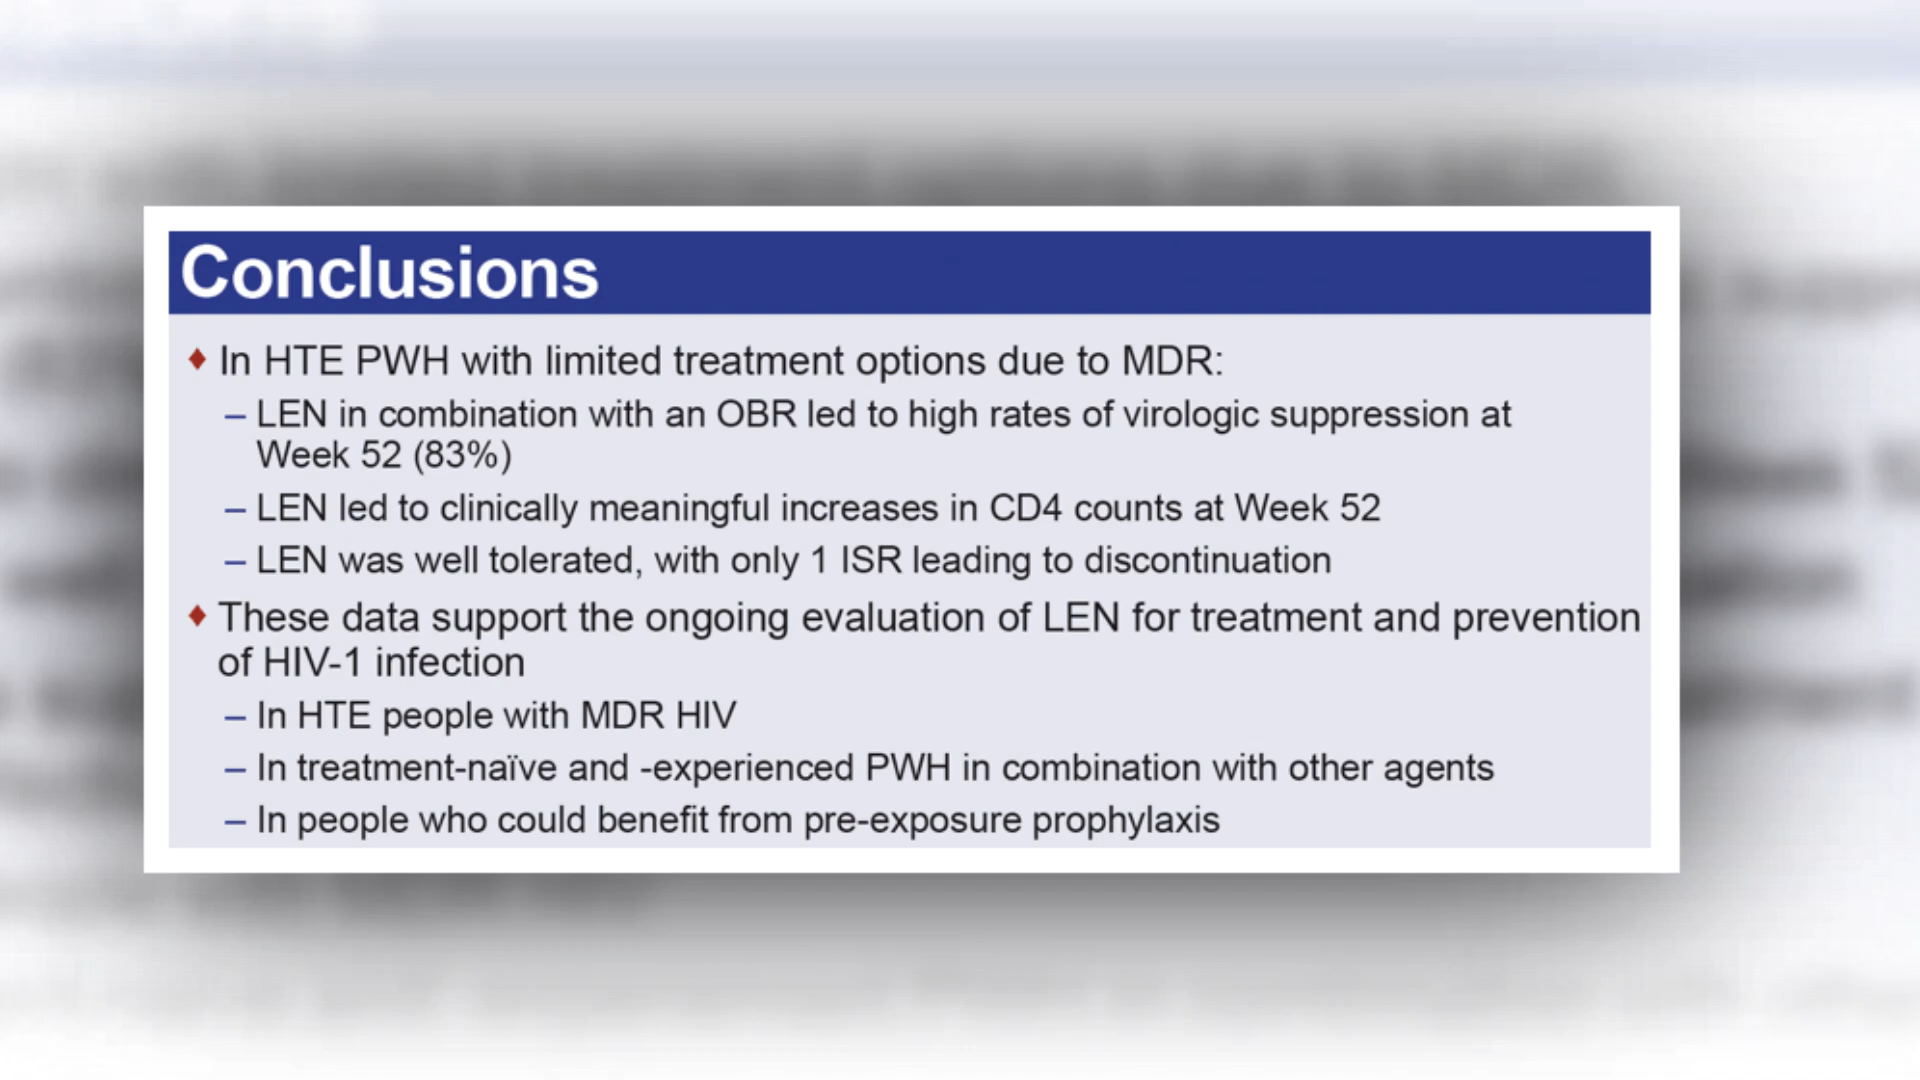 Conclusions
♦ In HTE PWH with limited treatment options due to MDR:
– LEN in combination with an OBR led to high rates of virologic suppression at
Week 52 (83%)
– LEN led to clinically meaningful increases in CD4 counts at Week 52
– LEN was well tolerated, with only 1 ISR leading to discontinuation
♦ These data support the ongoing evaluation of LEN for treatment and prevention
of HIV-1 infection
– In HTE people with MDR HIV
– In treatment-naïve and -experienced PWH in combination with other agents
– In people who could benefit from pre-exposure prophylaxis